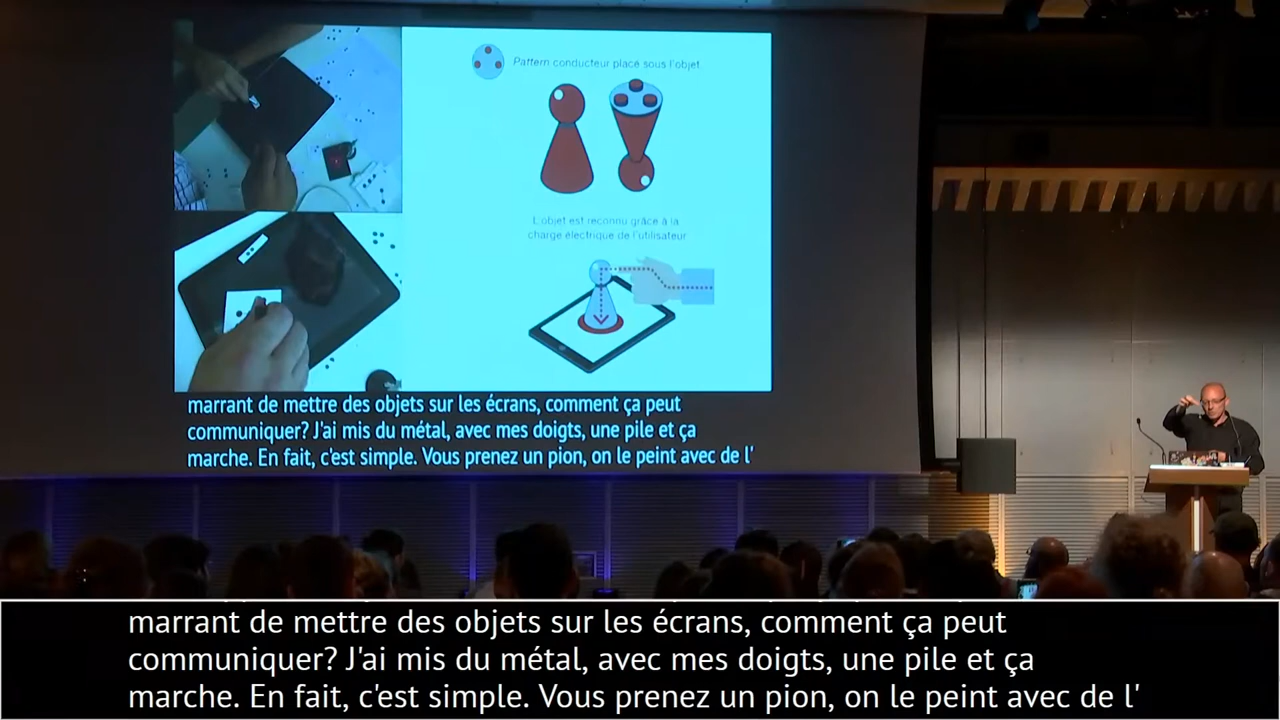 Pattern conducteur placé sous l'objet.
L'objet est reconnu grâce à la
charge électrique de l'utilisateur
marrant de mettre des objets sur les écrans, comment ça peut
communiquer? J'ai mis du métal, avec mes doigts, une pile et ça
marche. En fait, c'est simple. Vous prenez un pion, on le peint avec de l'
marrant de mettre des objets sur les écrans, comment ça peut
communiquer? J'ai mis du métal, avec mes doigts, une pile et ça
marche. En fait, c'est simple. Vous prenez un pion, on le peint avec de l'